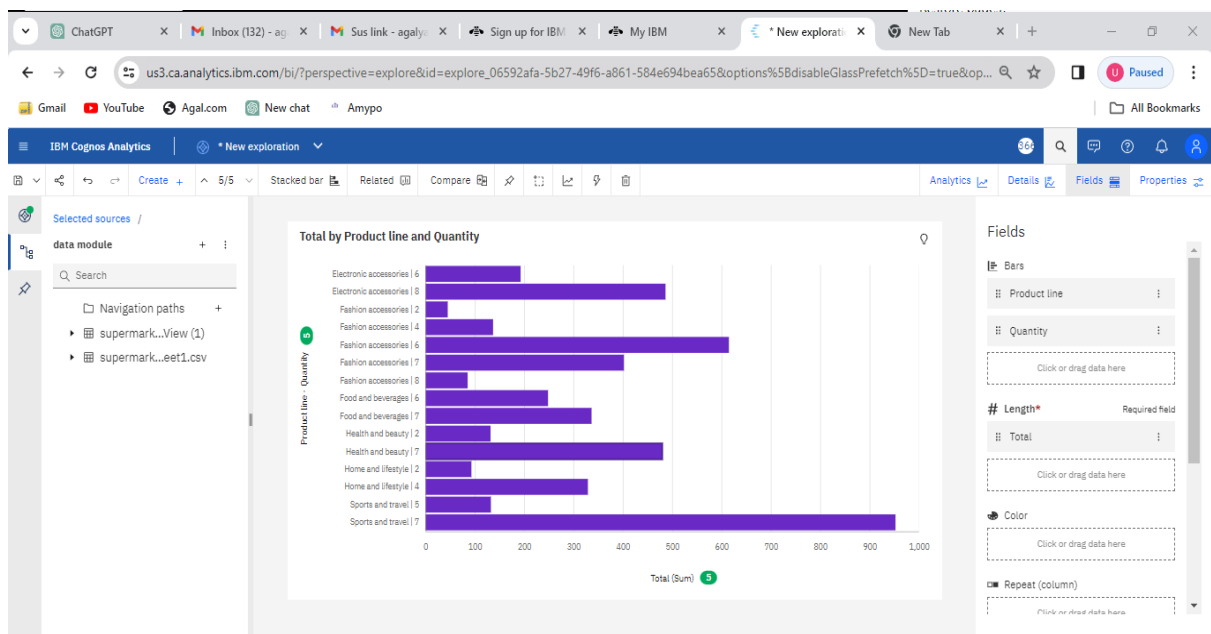 ChatGPT
Inbox (132) - ag
Sus link - agalya
Sign up for IBM
My IBM
* New explorati
New Tab
us3.ca.analytics.ibm.com/bi/?perspective=explore&id=explore_06592afa-5b27-49f6-a861-584e694bea65&options%5BdisableGlassPrefetch%5D=true&op...
U Paused
Gmail
YouTube
Agal.com
New chat
Amypo
All Bookmarks
IBM Cognos Analytics
* New exploration
366
Create +
5/5
Stacked bar
Related
Compare
Analytics
Details
Fields
Properties
Selected sources /
data module
Search
Navigation paths
supermark...View (1)
supermark...eet1.csv
Total by Product line and Quantity
Product line - Quantity 5
Electronic accessories | 6
Electronic accessories | 8
Fashion accessories | 2
Fashion accessories | 4
Fashion accessories | 6
Fashion accessories | 7
Fashion accessories | 8
Food and beverages | 6
Food and beverages | 7
Health and beauty | 2
Health and beauty | 7
Home and lifestyle | 2
Home and lifestyle | 4
Sports and travel | 5
Sports and travel | 7
0 100 200 300 400 500 600 700 800 900 1,000
Total (Sum) 5
Fields
Bars
Product line
Quantity
Click or drag data here
Length*
Required field
Total
Click or drag data here
Color
Click or drag data here
Repeat (column)
Click or drag data here